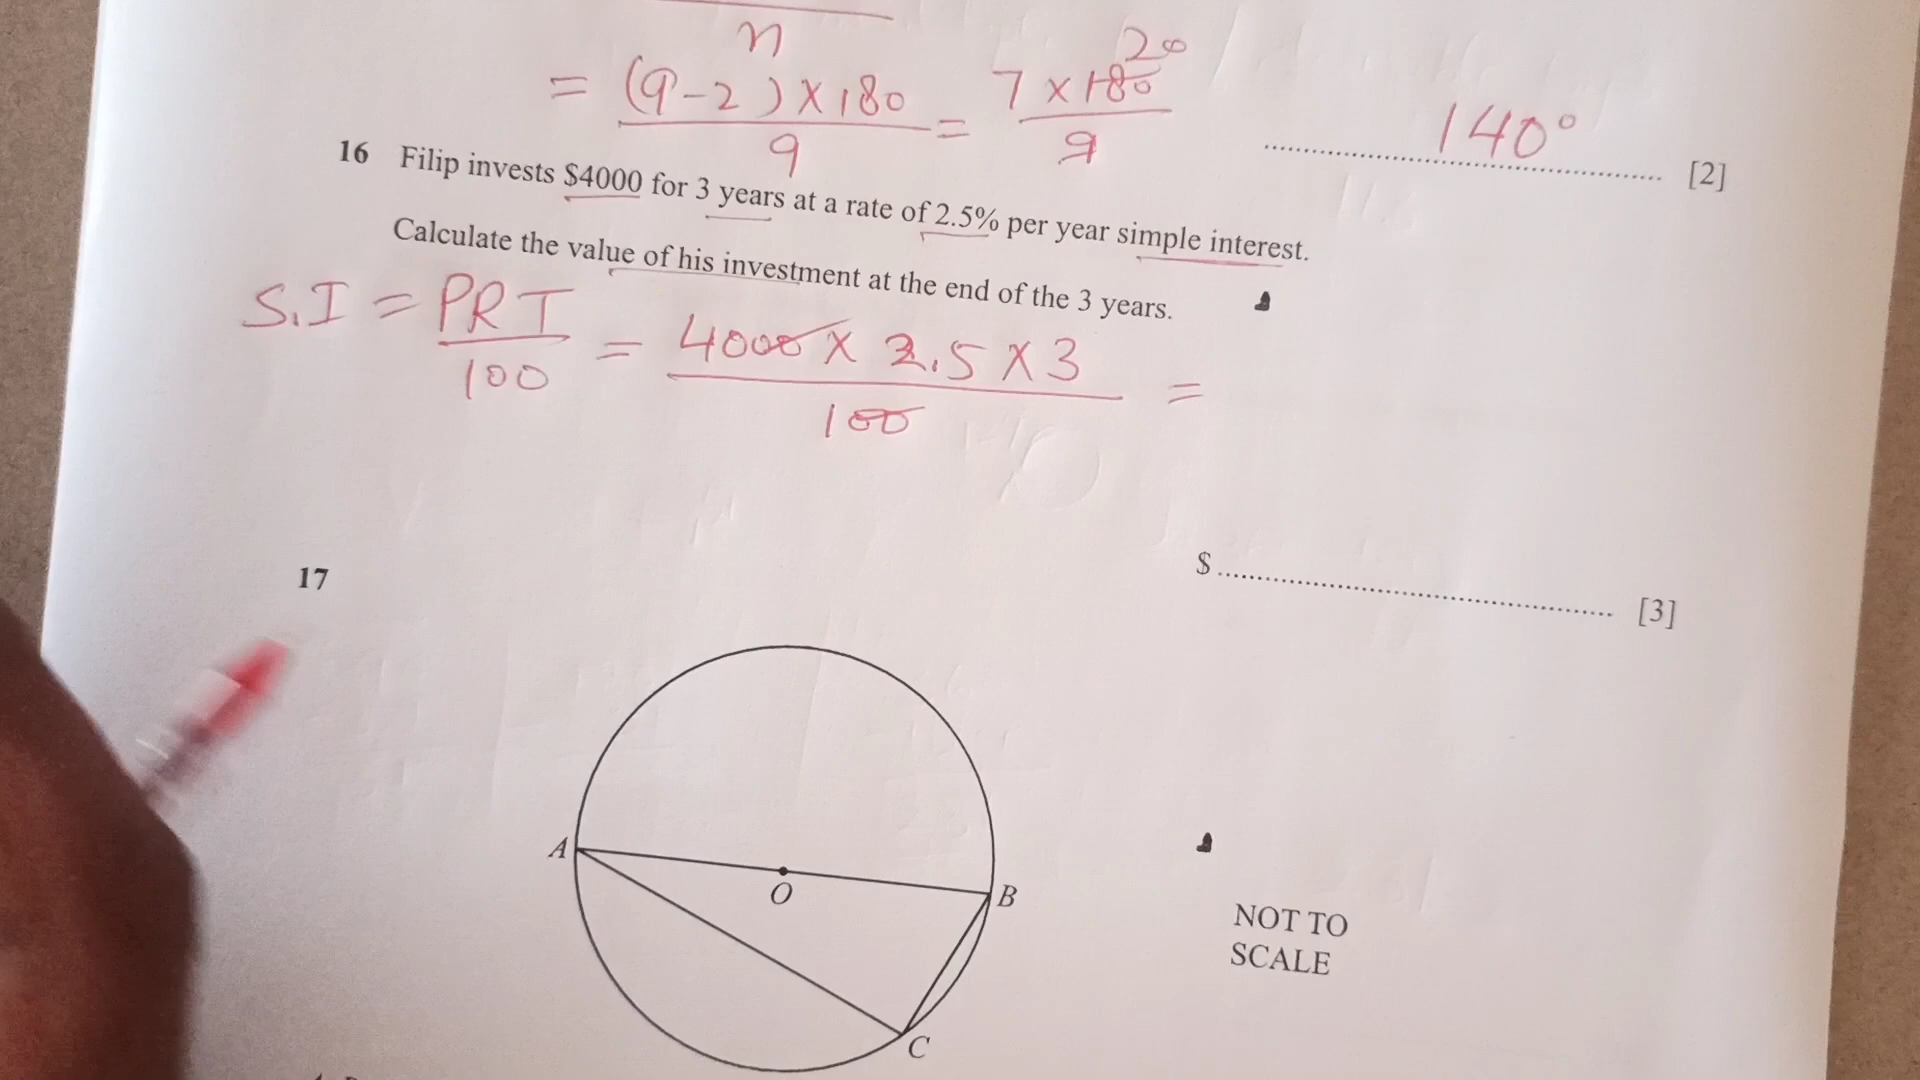 n
= (9-2)×180 / 9 = 7 × 180 / 9 20
140°
[2]
16 Filip invests $4000 for 3 years at a rate of 2.5% per year simple interest.
Calculate the value of his investment at the end of the 3 years.
S.I = PRT / 100 = 4000 × 2.5 × 3 / 100 =
$ [3]
17
A
O
B
C
NOT TO
SCALE